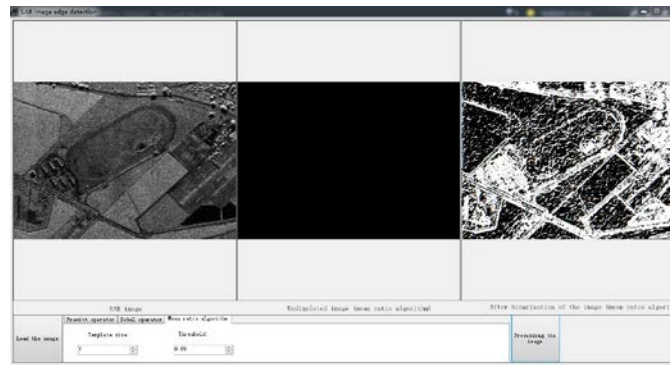 SAR image edge detection
SAR image
Undispleted image (mean ratio algorithm)
After binarization of the image (mean ratio algori
Prewitt operator Sobel operator Mean ratio algorithm
Load the image
Template size
Threshold
Processing the
image